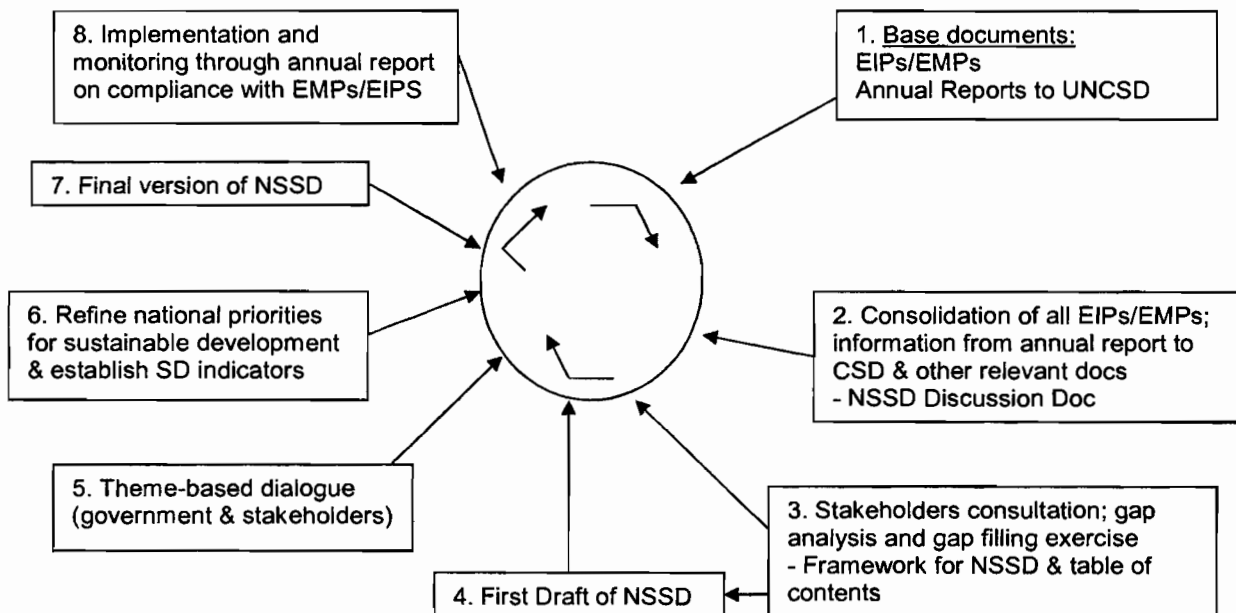 1. Base documents:
EIPs/EMPs
Annual Reports to UNCSD
2. Consolidation of all EIPs/EMPs;
information from annual report to
CSD & other relevant docs
- NSSD Discussion Doc
3. Stakeholders consultation; gap
analysis and gap filling exercise
- Framework for NSSD & table of
contents
4. First Draft of NSSD
5. Theme-based dialogue
(government & stakeholders)
6. Refine national priorities
for sustainable development
& establish SD indicators
7. Final version of NSSD
8. Implementation and
monitoring through annual report
on compliance with EMPs/EIPS